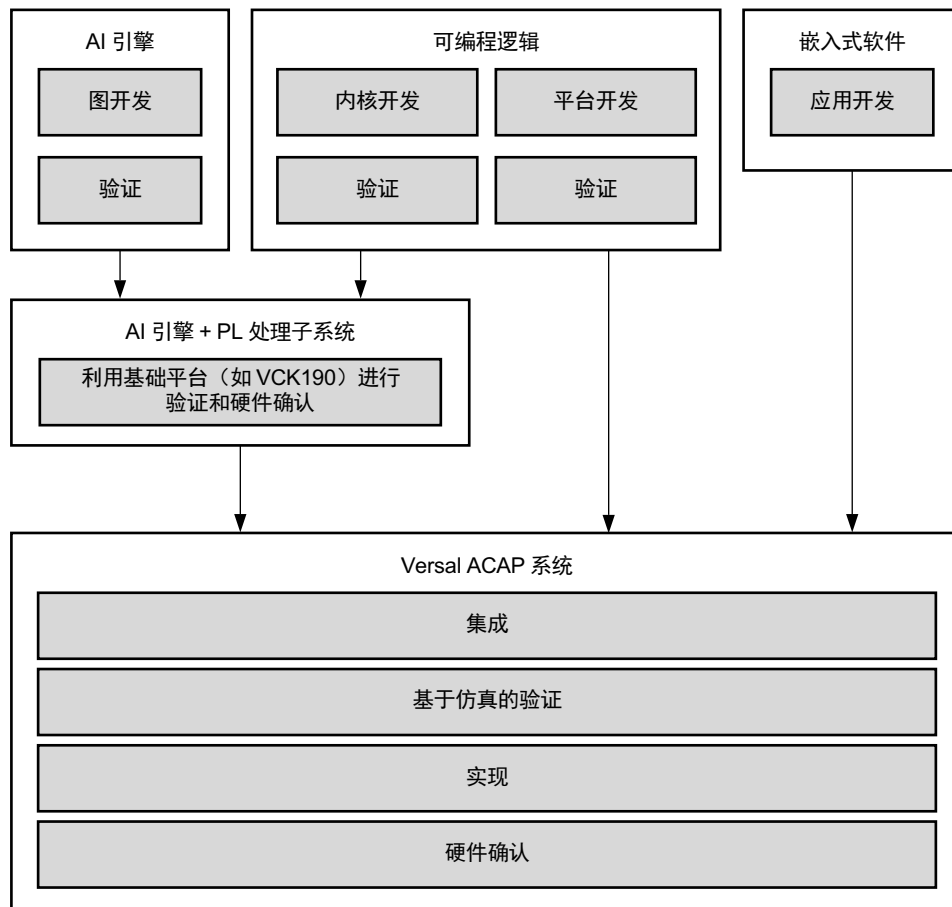 AI 引擎
图开发
验证
可编程逻辑
内核开发
平台开发
验证
验证
嵌入式软件
应用开发
AI 引擎 + PL 处理子系统
利用基础平台（如 VCK190）进行
验证和硬件确认
Versal ACAP 系统
集成
基于仿真的验证
实现
硬件确认